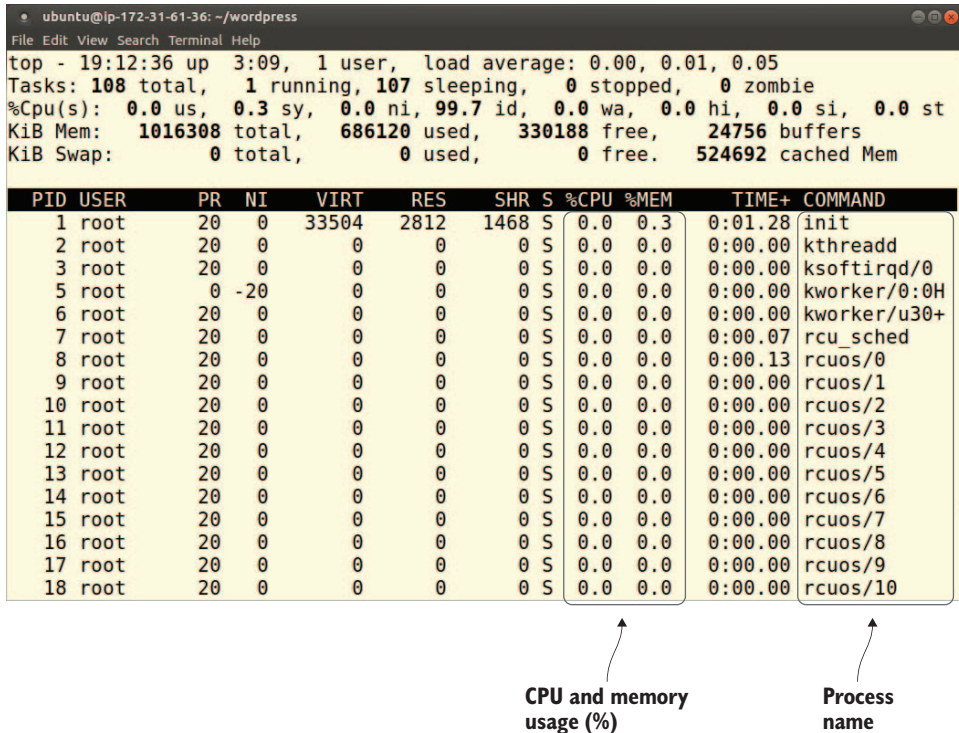 ubuntu@ip-172-31-61-36: ~/wordpress
File Edit View Search Terminal Help
top - 19:12:36 up  3:09,  1 user,  load average: 0.00, 0.01, 0.05
Tasks: 108 total,   1 running, 107 sleeping,   0 stopped,   0 zombie
%Cpu(s):  0.0 us,  0.3 sy,  0.0 ni, 99.7 id,  0.0 wa,  0.0 hi,  0.0 si,  0.0 st
KiB Mem:   1016308 total,   686120 used,   330188 free,    24756 buffers
KiB Swap:        0 total,        0 used,        0 free.   524692 cached Mem
PID USER      PR  NI    VIRT    RES    SHR S %CPU %MEM     TIME+ COMMAND
1 root      20   0   33504   2812   1468 S  0.0  0.3   0:01.28 init
2 root      20   0       0      0      0 S  0.0  0.0   0:00.00 kthreadd
3 root      20   0       0      0      0 S  0.0  0.0   0:00.00 ksoftirqd/0
5 root       0 -20       0      0      0 S  0.0  0.0   0:00.00 kworker/0:0H
6 root      20   0       0      0      0 S  0.0  0.0   0:00.00 kworker/u30+
7 root      20   0       0      0      0 S  0.0  0.0   0:00.07 rcu_sched
8 root      20   0       0      0      0 S  0.0  0.0   0:00.13 rcuos/0
9 root      20   0       0      0      0 S  0.0  0.0   0:00.00 rcuos/1
10 root      20   0       0      0      0 S  0.0  0.0   0:00.00 rcuos/2
11 root      20   0       0      0      0 S  0.0  0.0   0:00.00 rcuos/3
12 root      20   0       0      0      0 S  0.0  0.0   0:00.00 rcuos/4
13 root      20   0       0      0      0 S  0.0  0.0   0:00.00 rcuos/5
14 root      20   0       0      0      0 S  0.0  0.0   0:00.00 rcuos/6
15 root      20   0       0      0      0 S  0.0  0.0   0:00.00 rcuos/7
16 root      20   0       0      0      0 S  0.0  0.0   0:00.00 rcuos/8
17 root      20   0       0      0      0 S  0.0  0.0   0:00.00 rcuos/9
18 root      20   0       0      0      0 S  0.0  0.0   0:00.00 rcuos/10
CPU and memory
usage (%)
Process
name